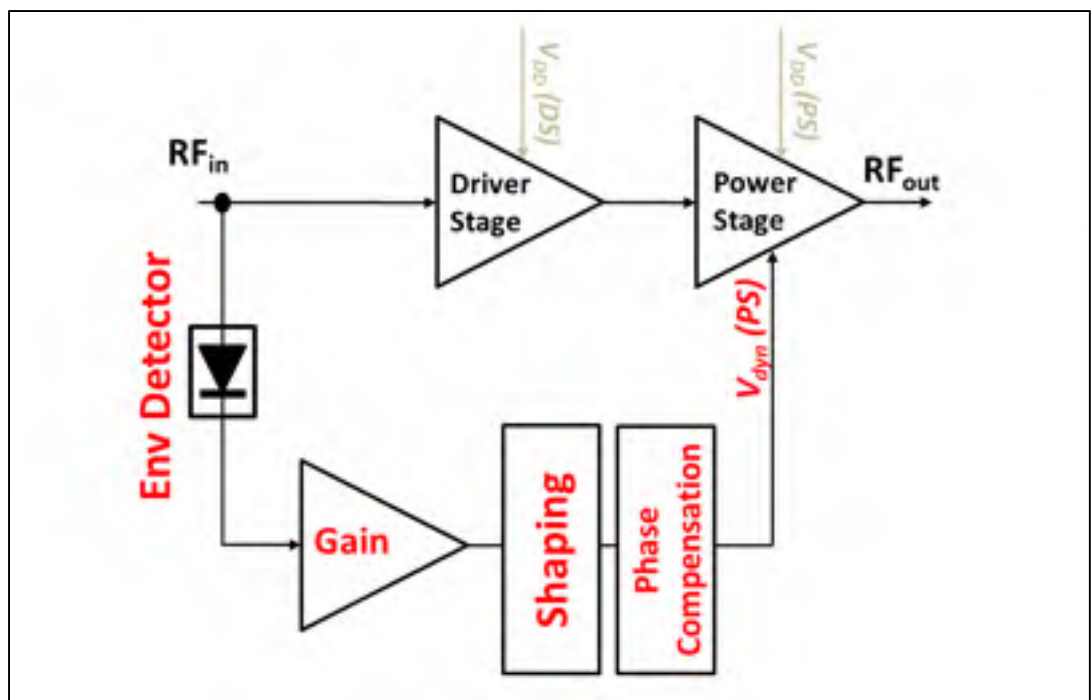 V_DD (DS)
V_DD (PS)
RF_in
Driver
Stage
Power
Stage
RF_out
Env Detector
V_dyn (PS)
Gain
Shaping
Phase
Compensation